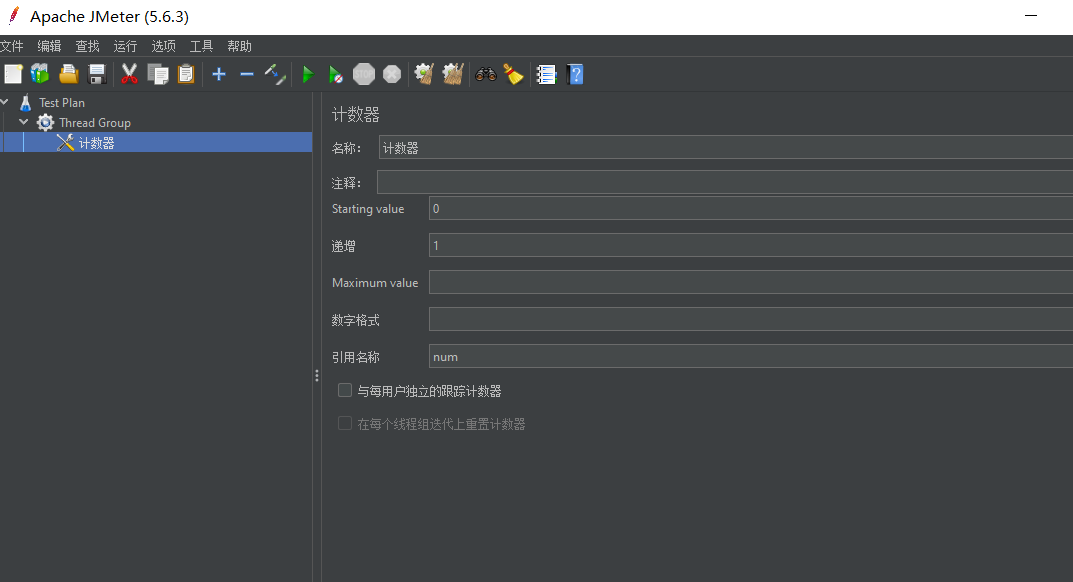 Apache JMeter (5.6.3)
文件 编辑 查找 运行 选项 工具 帮助
Test Plan
Thread Group
计数器
计数器
名称： 计数器
注释：
Starting value 0
递增 1
Maximum value
数字格式
引用名称 num
与每用户独立的跟踪计数器
在每个线程组迭代上重置计数器